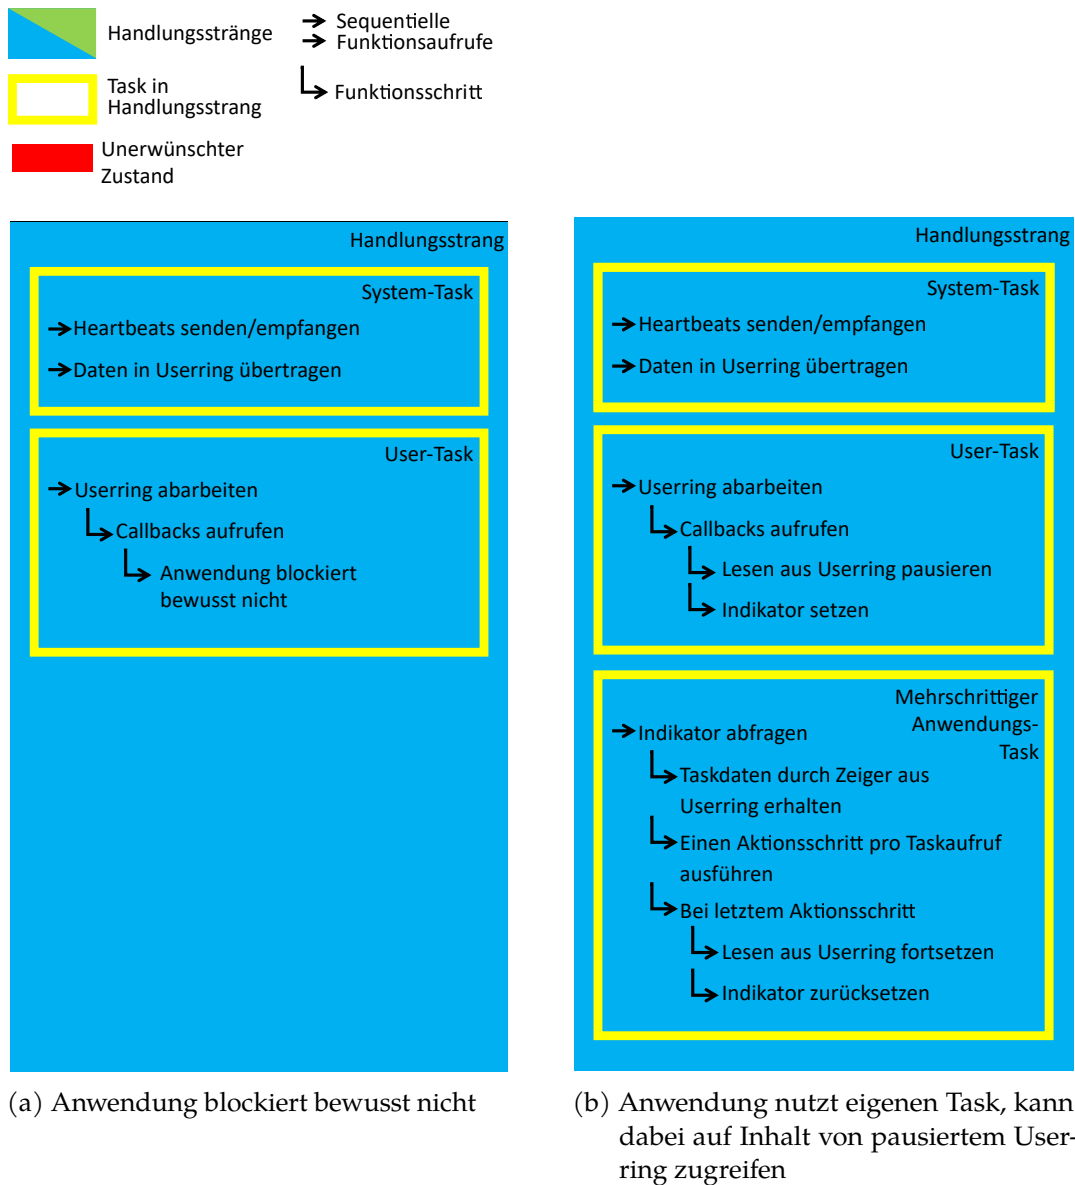 Handlungsstränge
Task in
Handlungsstrang
Unerwünschter
Zustand
Sequentielle
Funktionsaufrufe
Funktionsschritt
Handlungsstrang
System-Task
Heartbeats senden/empfangen
Daten in Userring übertragen
User-Task
Userring abarbeiten
Callbacks aufrufen
Anwendung blockiert
bewusst nicht
(a) Anwendung blockiert bewusst nicht
Handlungsstrang
System-Task
Heartbeats senden/empfangen
Daten in Userring übertragen
User-Task
Userring abarbeiten
Callbacks aufrufen
Lesen aus Userring pausieren
Indikator setzen
Mehrschrittiger
Anwendungs-
Task
Indikator abfragen
Taskdaten durch Zeiger aus
Userring erhalten
Einen Aktionsschritt pro Taskaufruf
ausführen
Bei letztem Aktionsschritt
Lesen aus Userring fortsetzen
Indikator zurücksetzen
(b) Anwendung nutzt eigenen Task, kann
dabei auf Inhalt von pausiertem User-
ring zugreifen